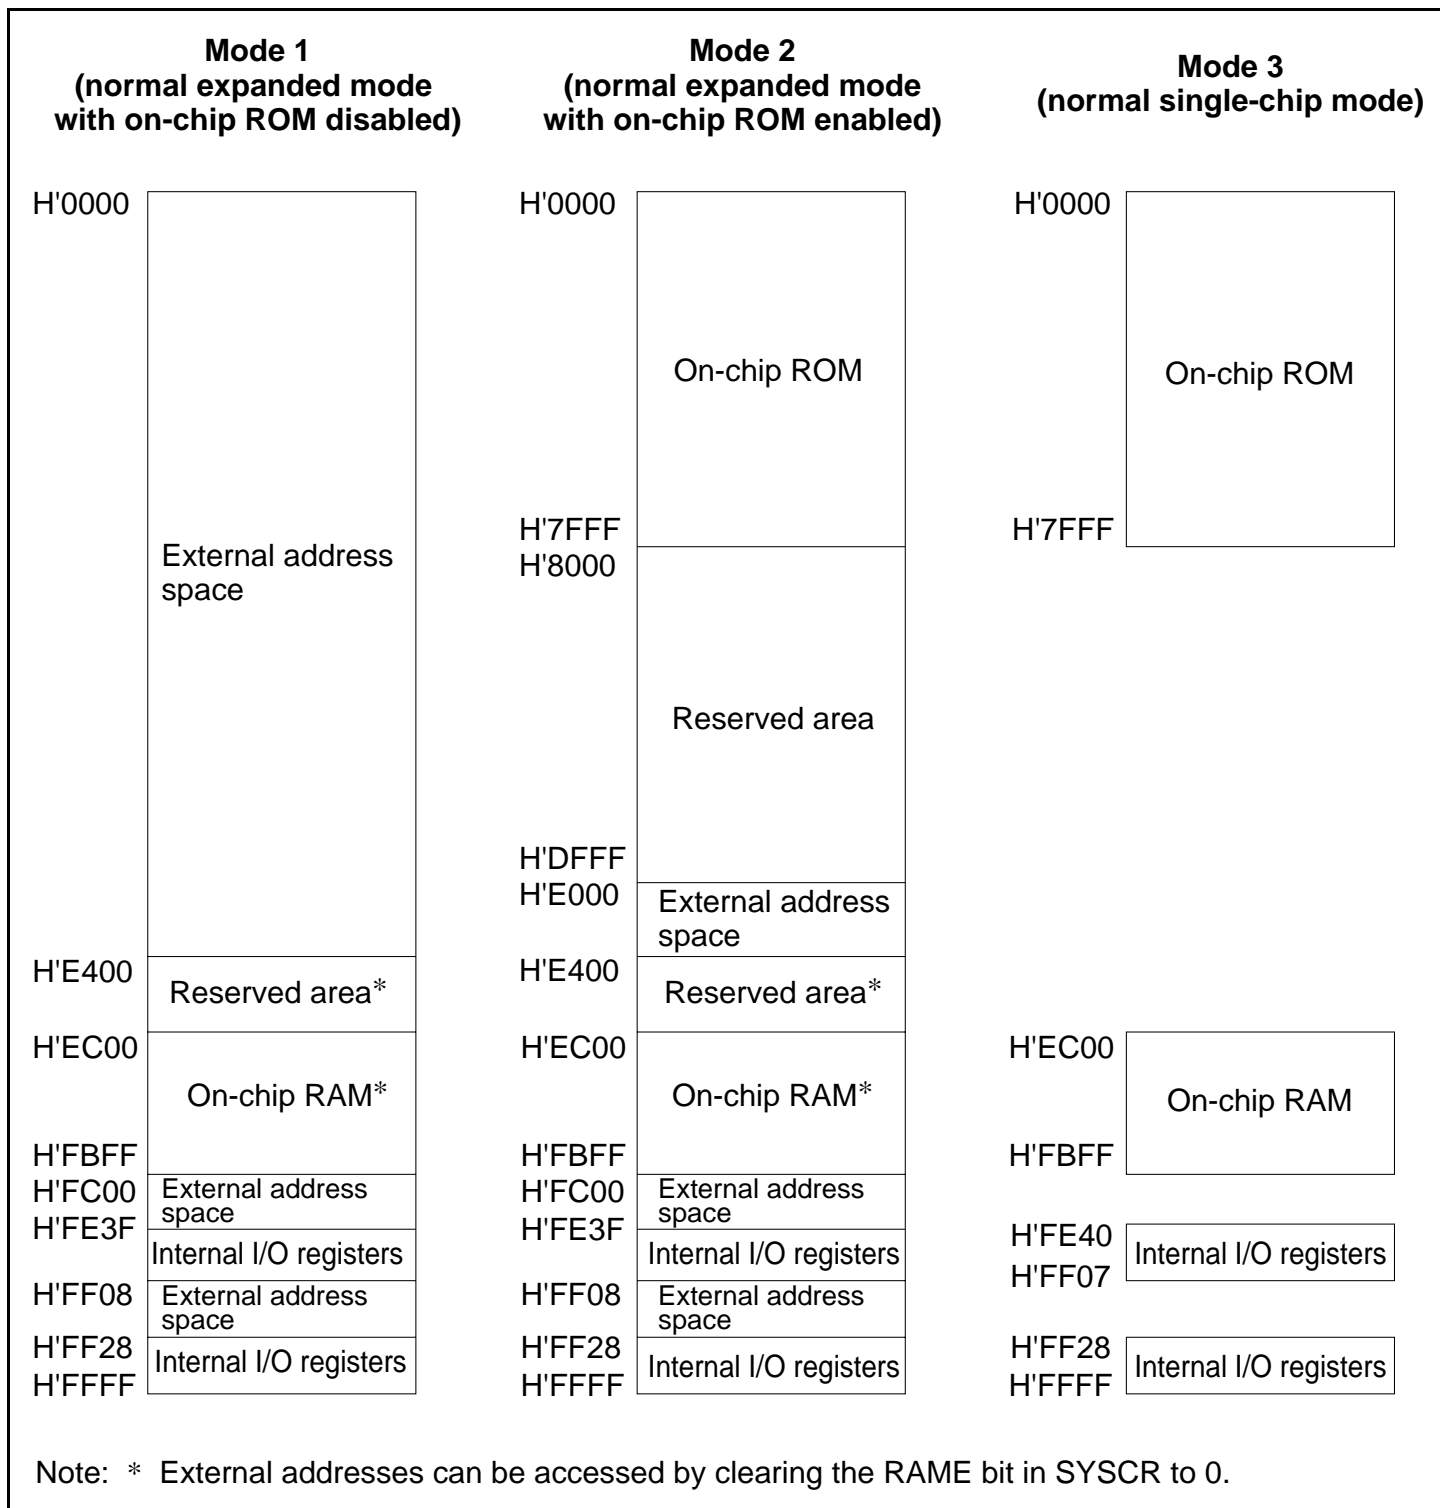 Mode 1
(normal expanded mode
with on-chip ROM disabled)
H'0000
External address
space
H'E400
Reserved area*
H'EC00
On-chip RAM*
H'FBFF
H'FC00
External address
space
H'FE3F
Internal I/O registers
H'FF08
External address
space
H'FF28
Internal I/O registers
H'FFFF
Mode 2
(normal expanded mode
with on-chip ROM enabled)
H'0000
On-chip ROM
H'7FFF
H'8000
Reserved area
H'DFFF
H'E000
External address
space
H'E400
Reserved area*
H'EC00
On-chip RAM*
H'FBFF
H'FC00
External address
space
H'FE3F
Internal I/O registers
H'FF08
External address
space
H'FF28
Internal I/O registers
H'FFFF
Mode 3
(normal single-chip mode)
H'0000
On-chip ROM
H'7FFF
H'EC00
On-chip RAM
H'FBFF
H'FE40
Internal I/O registers
H'FF07
H'FF28
Internal I/O registers
H'FFFF
Note: * External addresses can be accessed by clearing the RAME bit in SYSCR to 0.